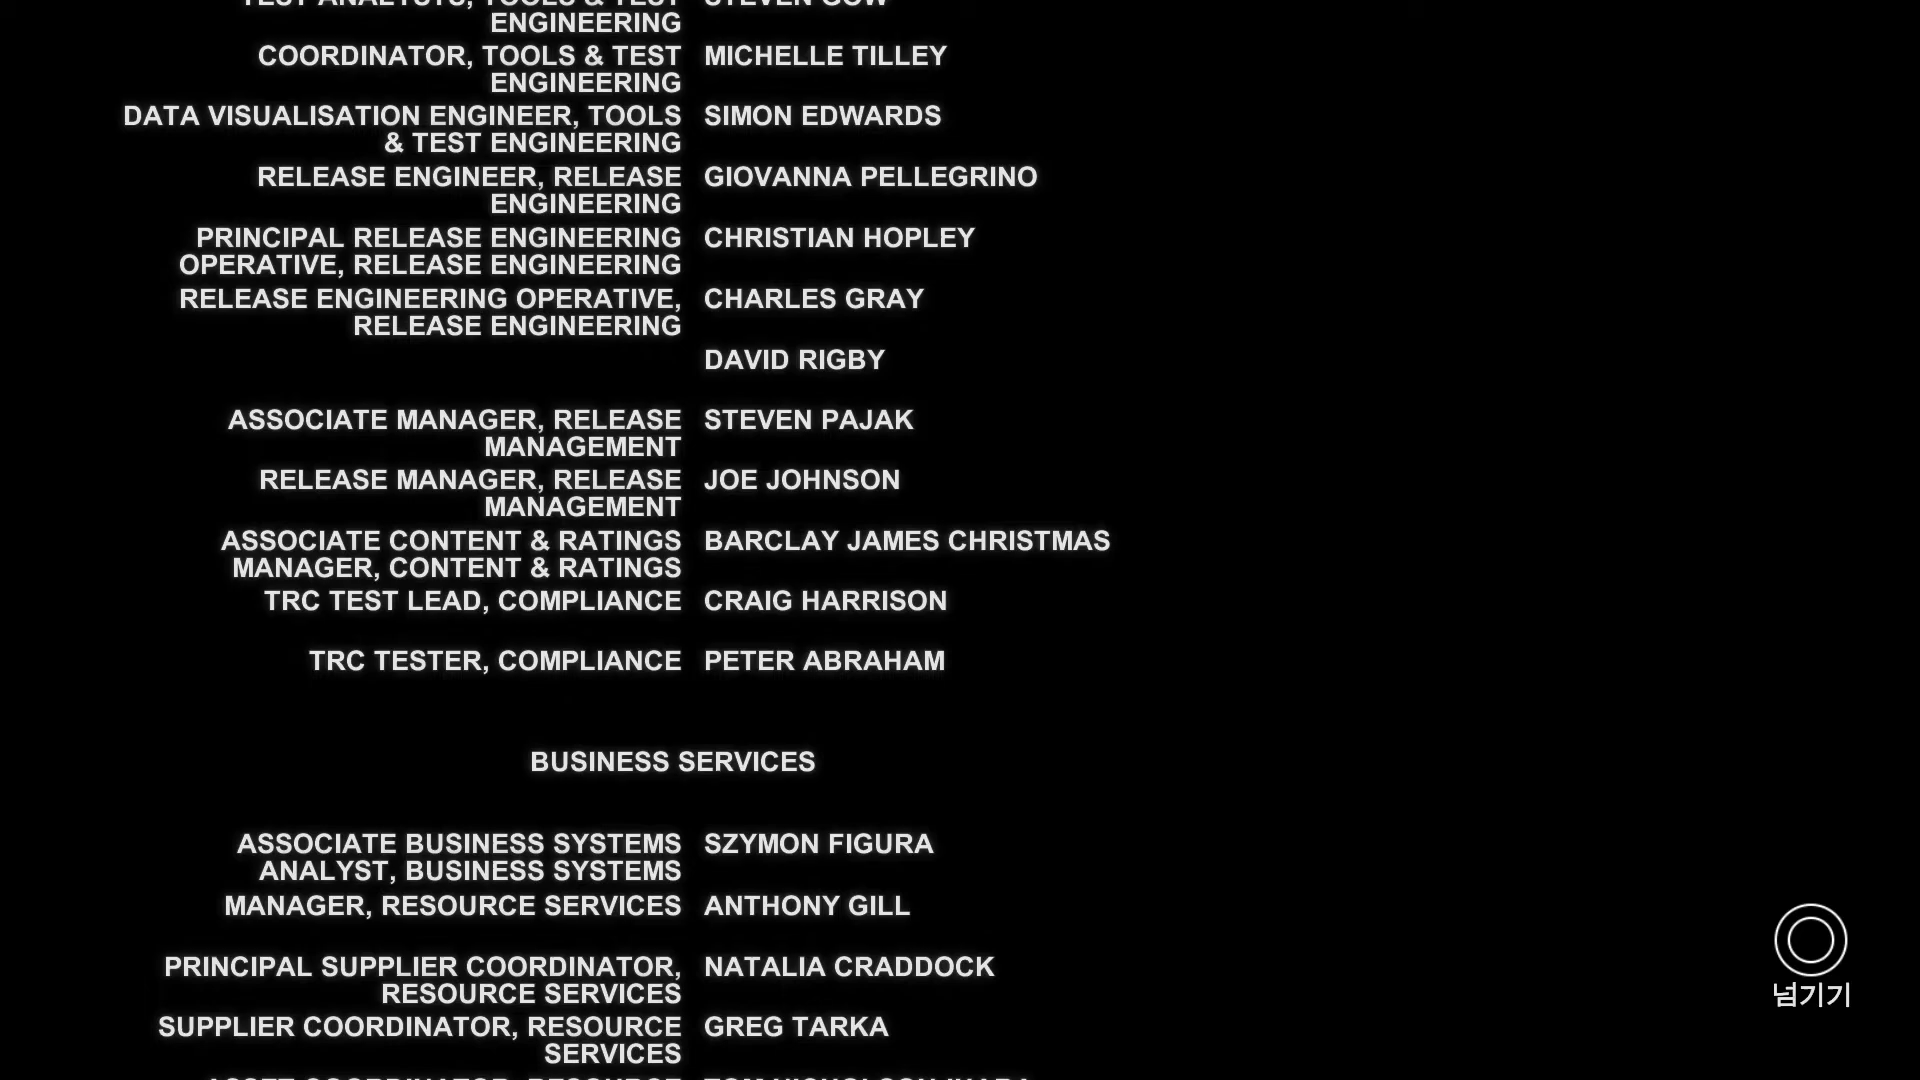 ENGINEERING
COORDINATOR, TOOLS & TEST MICHELLE TILLEY
ENGINEERING
DATA VISUALISATION ENGINEER, TOOLS SIMON EDWARDS
& TEST ENGINEERING
RELEASE ENGINEER, RELEASE GIOVANNA PELLEGRINO
ENGINEERING
PRINCIPAL RELEASE ENGINEERING CHRISTIAN HOPLEY
OPERATIVE, RELEASE ENGINEERING
RELEASE ENGINEERING OPERATIVE, CHARLES GRAY
RELEASE ENGINEERING
DAVID RIGBY
ASSOCIATE MANAGER, RELEASE STEVEN PAJAK
MANAGEMENT
RELEASE MANAGER, RELEASE JOE JOHNSON
MANAGEMENT
ASSOCIATE CONTENT & RATINGS BARCLAY JAMES CHRISTMAS
MANAGER, CONTENT & RATINGS
TRC TEST LEAD, COMPLIANCE CRAIG HARRISON
TRC TESTER, COMPLIANCE PETER ABRAHAM
BUSINESS SERVICES
ASSOCIATE BUSINESS SYSTEMS SZYMON FIGURA
ANALYST, BUSINESS SYSTEMS
MANAGER, RESOURCE SERVICES ANTHONY GILL
PRINCIPAL SUPPLIER COORDINATOR, NATALIA CRADDOCK
RESOURCE SERVICES
SUPPLIER COORDINATOR, RESOURCE GREG TARKA
SERVICES
넘기기